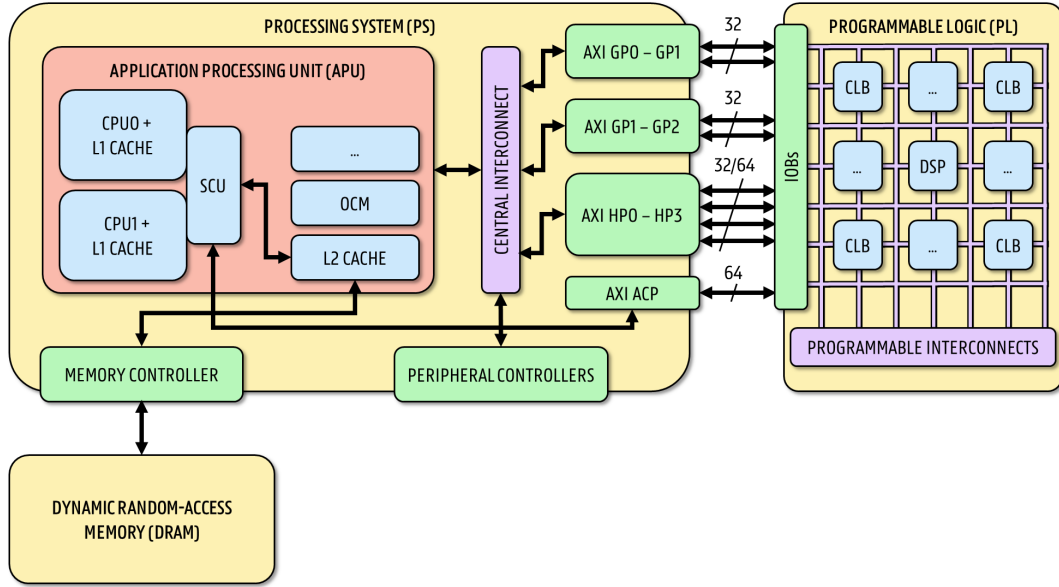 PROCESSING SYSTEM (PS)
APPLICATION PROCESSING UNIT (APU)
CPU0 +
L1 CACHE
CPU1 +
L1 CACHE
SCU
...
OCM
L2 CACHE
CENTRAL INTERCONNECT
AXI GP0 – GP1
AXI GP1 – GP2
AXI HP0 – HP3
AXI ACP
32
32
32/64
64
IOBs
PROGRAMMABLE LOGIC (PL)
CLB
...
CLB
...
DSP
...
CLB
...
CLB
PROGRAMMABLE INTERCONNECTS
MEMORY CONTROLLER
PERIPHERAL CONTROLLERS
DYNAMIC RANDOM-ACCESS
MEMORY (DRAM)